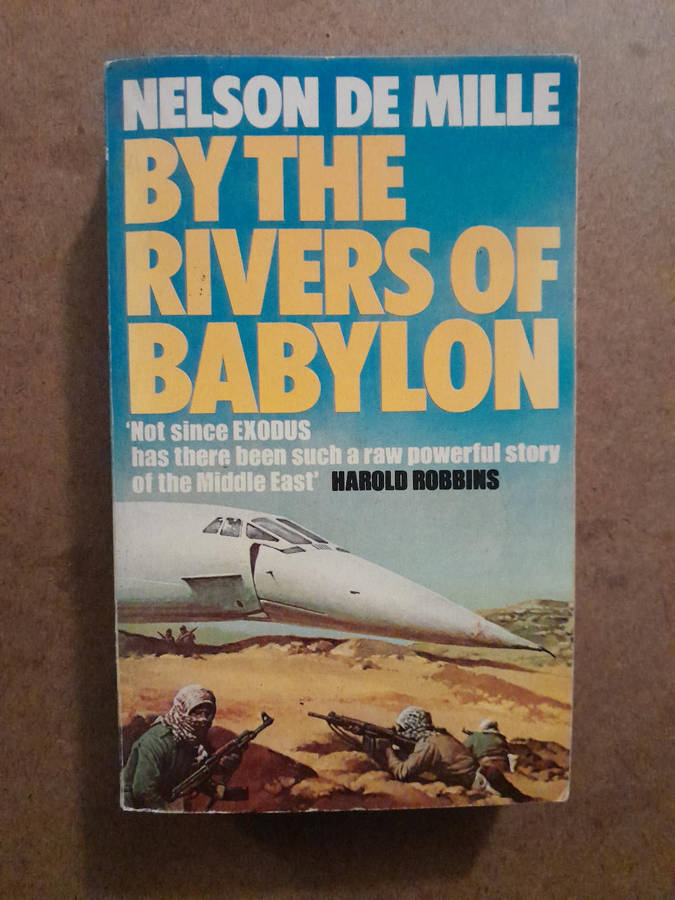 NELSON DE MILLE
BY THE
RIVERS OF
BABYLON
'Not since EXODUS
has there been such a raw powerful story
of the Middle East' HAROLD ROBBINS